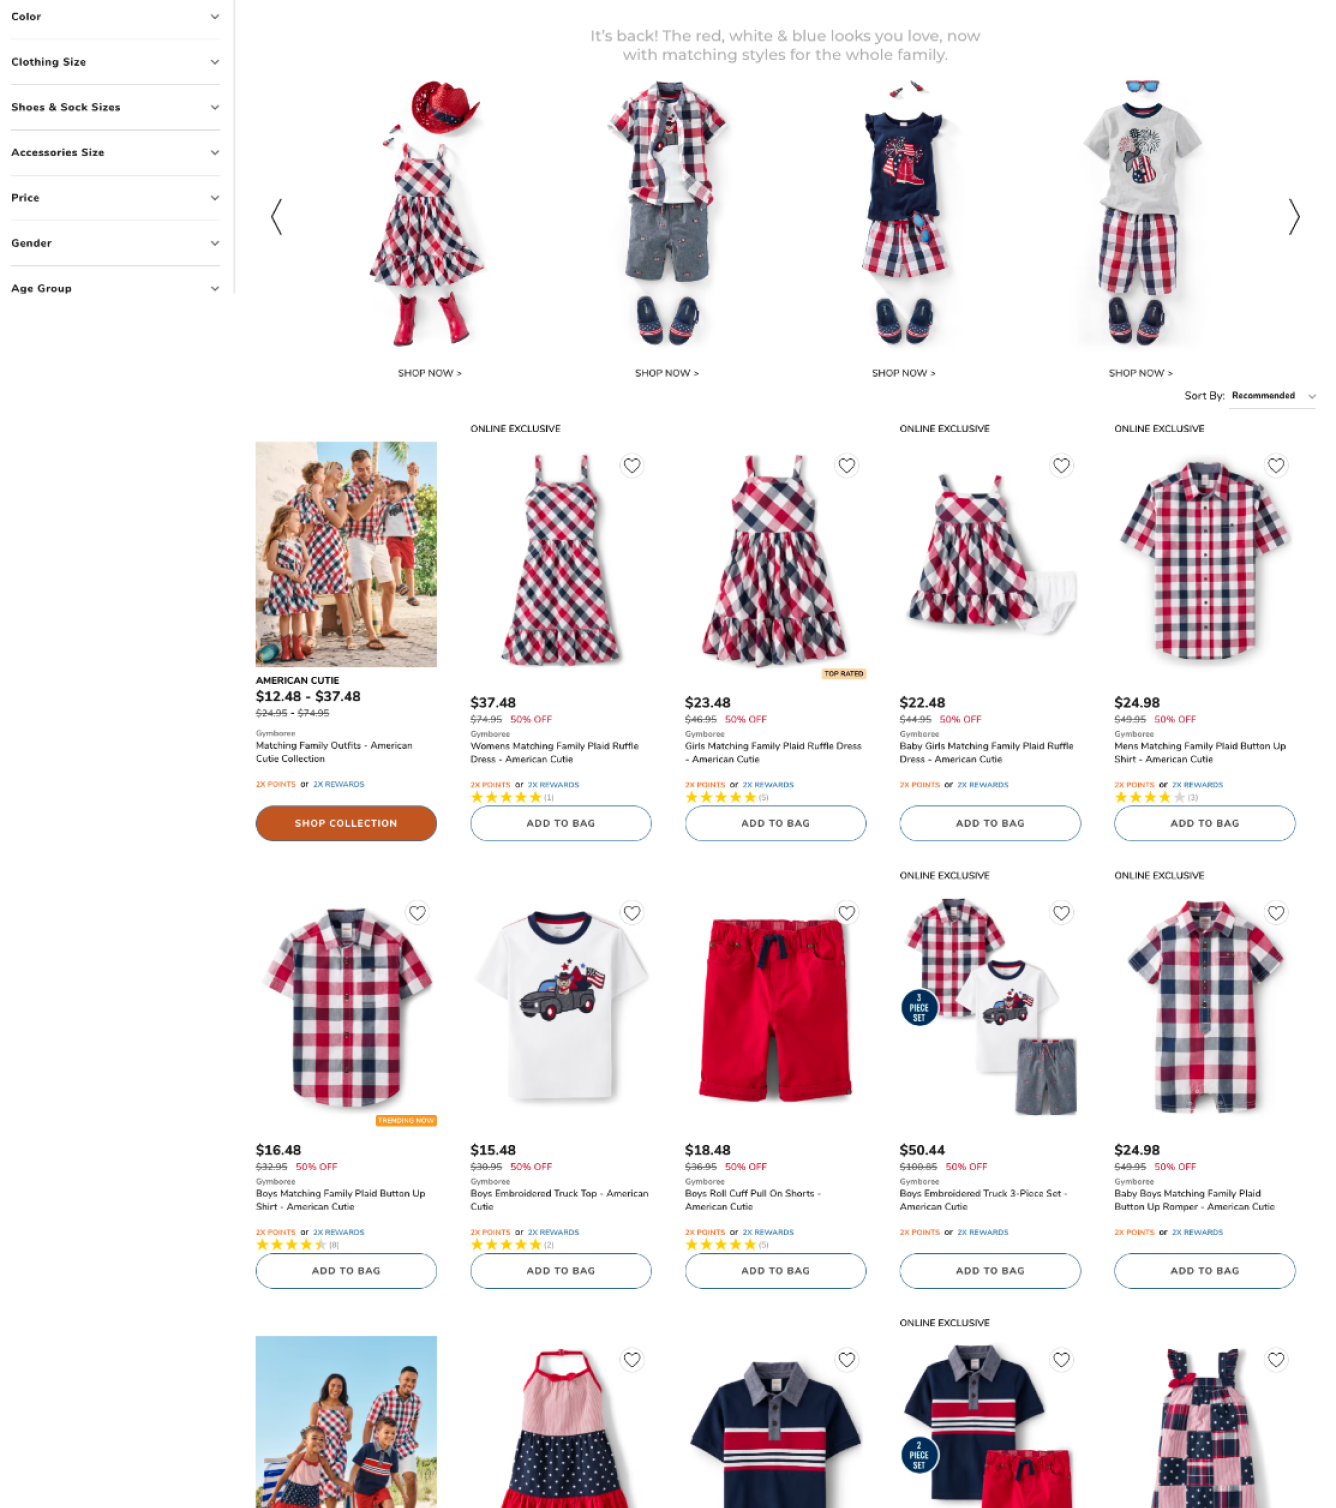 Color
Clothing Size
Shoes & Sock Sizes
Accessories Size
Price
Gender
Age Group
It's back! The red, white & blue looks you love, now
with matching styles for the whole family.
SHOP NOW >
SHOP NOW >
SHOP NOW >
SHOP NOW >
Sort By: Recommended
AMERICAN CUTIE
$12.48 - $37.48
$24.95 - $74.95
Gymboree
Matching Family Outfits - American
Cutie Collection
2X POINTS or 2X REWARDS
SHOP COLLECTION
ONLINE EXCLUSIVE
$37.48
$74.95 50% OFF
Gymboree
Womens Matching Family Plaid Ruffle
Dress - American Cutie
2X POINTS or 2X REWARDS
(1)
ADD TO BAG
TOP RATED
$23.48
$46.95 50% OFF
Gymboree
Girls Matching Family Plaid Ruffle Dress
- American Cutie
2X POINTS or 2X REWARDS
(5)
ADD TO BAG
ONLINE EXCLUSIVE
$22.48
$44.95 50% OFF
Gymboree
Baby Girls Matching Family Plaid Ruffle
Dress - American Cutie
2X POINTS or 2X REWARDS
ADD TO BAG
ONLINE EXCLUSIVE
$24.98
$49.95 50% OFF
Gymboree
Mens Matching Family Plaid Button Up
Shirt - American Cutie
2X POINTS or 2X REWARDS
(3)
ADD TO BAG
TRENDING NOW
$16.48
$32.95 50% OFF
Gymboree
Boys Matching Family Plaid Button Up
Shirt - American Cutie
2X POINTS or 2X REWARDS
(8)
ADD TO BAG
$15.48
$30.95 50% OFF
Gymboree
Boys Embroidered Truck Top - American
Cutie
2X POINTS or 2X REWARDS
(2)
ADD TO BAG
$18.48
$36.95 50% OFF
Gymboree
Boys Roll Cuff Pull On Shorts -
American Cutie
2X POINTS or 2X REWARDS
(5)
ADD TO BAG
ONLINE EXCLUSIVE
3
PIECE
SET
$50.44
$100.85 50% OFF
Gymboree
Boys Embroidered Truck 3-Piece Set -
American Cutie
2X POINTS or 2X REWARDS
ADD TO BAG
ONLINE EXCLUSIVE
$24.98
$49.95 50% OFF
Gymboree
Baby Boys Matching Family Plaid
Button Up Romper - American Cutie
2X POINTS or 2X REWARDS
ADD TO BAG
ONLINE EXCLUSIVE
2
PIECE
SET